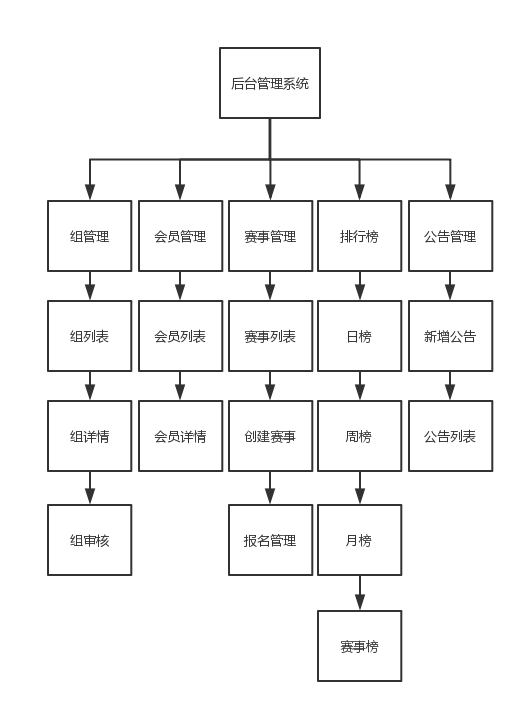 后台管理系统
组管理
会员管理
赛事管理
排行榜
公告管理
组列表
会员列表
赛事列表
日榜
新增公告
组详情
会员详情
创建赛事
周榜
公告列表
组审核
报名管理
月榜
赛事榜